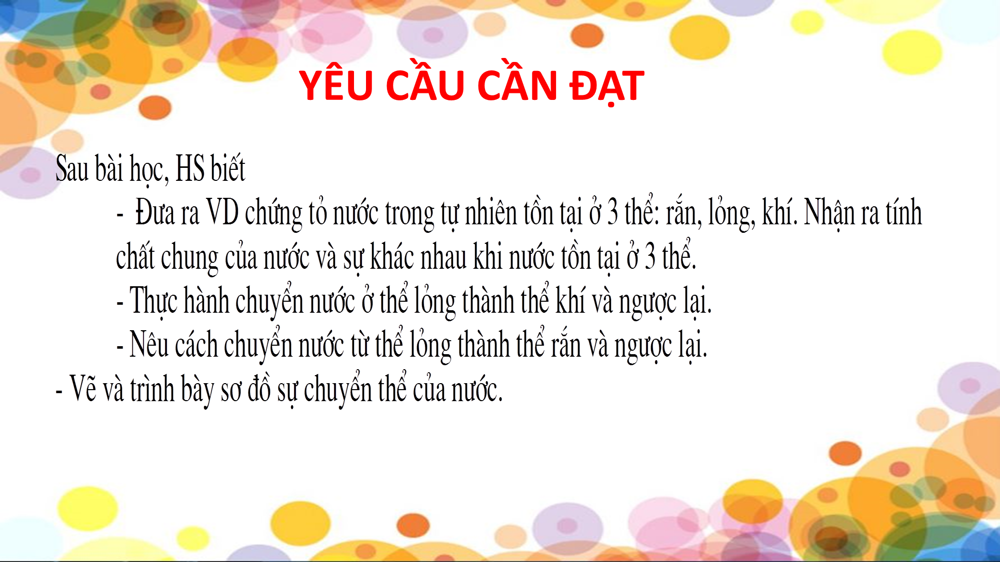 YÊU CẦU CẦN ĐẠT
Sau bài học, HS biết
- Đưa ra VD chứng tỏ nước trong tự nhiên tồn tại ở 3 thể: rắn, lỏng, khí. Nhận ra tính
chất chung của nước và sự khác nhau khi nước tồn tại ở 3 thể.
- Thực hành chuyển nước ở thể lỏng thành thể khí và ngược lại.
- Nêu cách chuyển nước từ thể lỏng thành thể rắn và ngược lại.
- Vẽ và trình bày sơ đồ sự chuyển thể của nước.